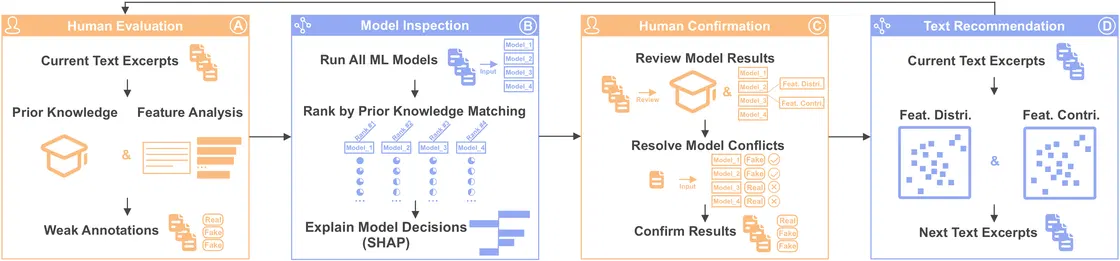 Human Evaluation
A
Current Text Excerpts
Prior Knowledge
Feature Analysis
&
...
Weak Annotations
Real
Fake
Fake
Model Inspection
B
Run All ML Models
Input
Model_1
Model_2
Model_3
Model_4
Rank by Prior Knowledge Matching
Rank #1
Rank #2
Rank #3
Rank #4
Model_1
Model_2
Model_3
Model_4
... ... ... ...
Explain Model Decisions
(SHAP)
Human Confirmation
C
Review Model Results
Review
&
Model_1
Model_2
Model_3
Model_4
Feat. Distri.
Feat. Contri.
Resolve Model Conflicts
Input
Model_1 Fake
Model_2 Fake
Model_3 Real
Model_4 Real
Confirm Results
Real
Fake
Fake
Text Recommendation
D
Current Text Excerpts
Feat. Distri.
Feat. Contri.
&
Next Text Excerpts